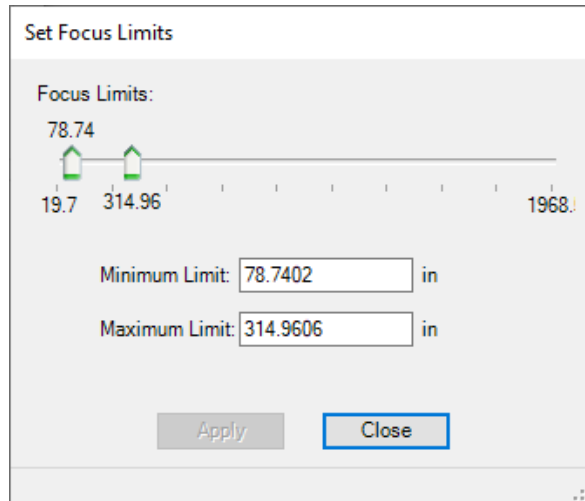 Set Focus Limits
Focus Limits:
78.74
19.7 314.96 1968.
Minimum Limit: 78.7402 in
Maximum Limit: 314.9606 in
Apply Close